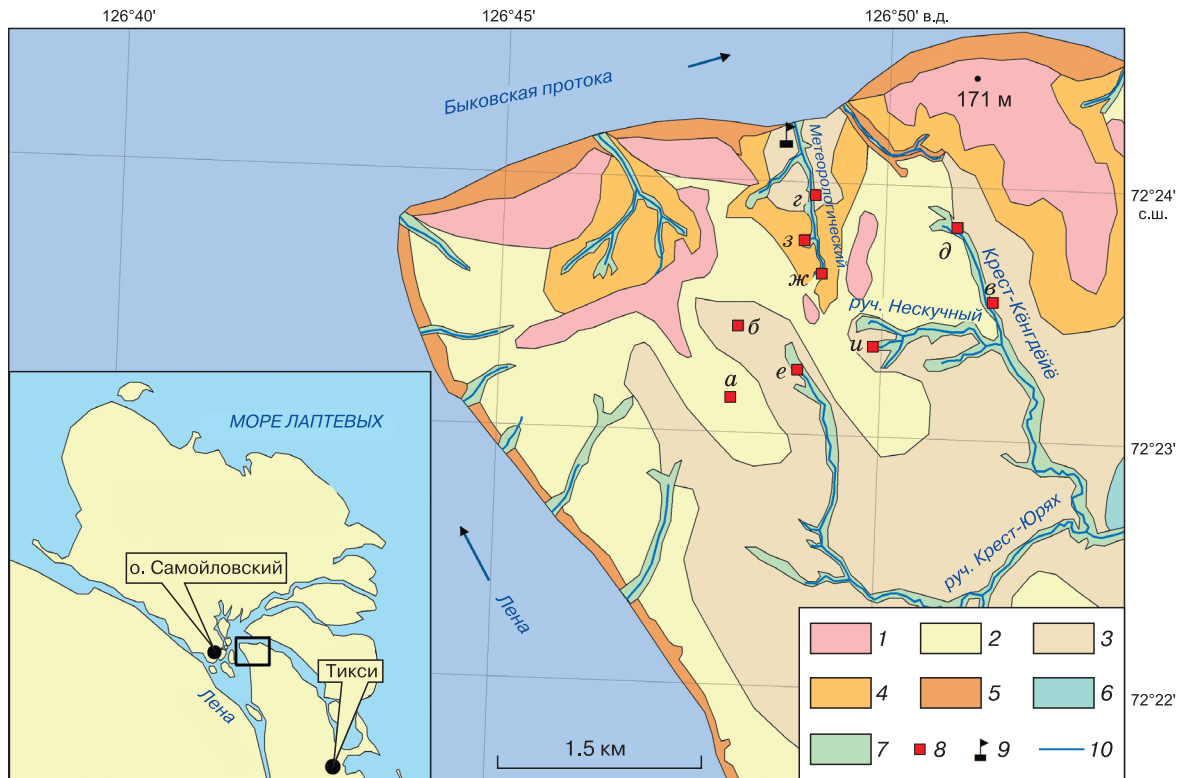 126°40'
126°45'
126°50' в.д.
Быковская протока
171 м
Метеорологический
72°24'
с.ш.
г
з
ж
д
Крест-Кёнгдёйё
в
руч. Нескучный
б
и
а
е
72°23'
МОРЕ ЛАПТЕВЫХ
о. Самойловский
Тикси
Лена
Лена
руч. Крест-Юрях
72°22'
1.5 км
1
2
3
4
5
6
7
8
9
10